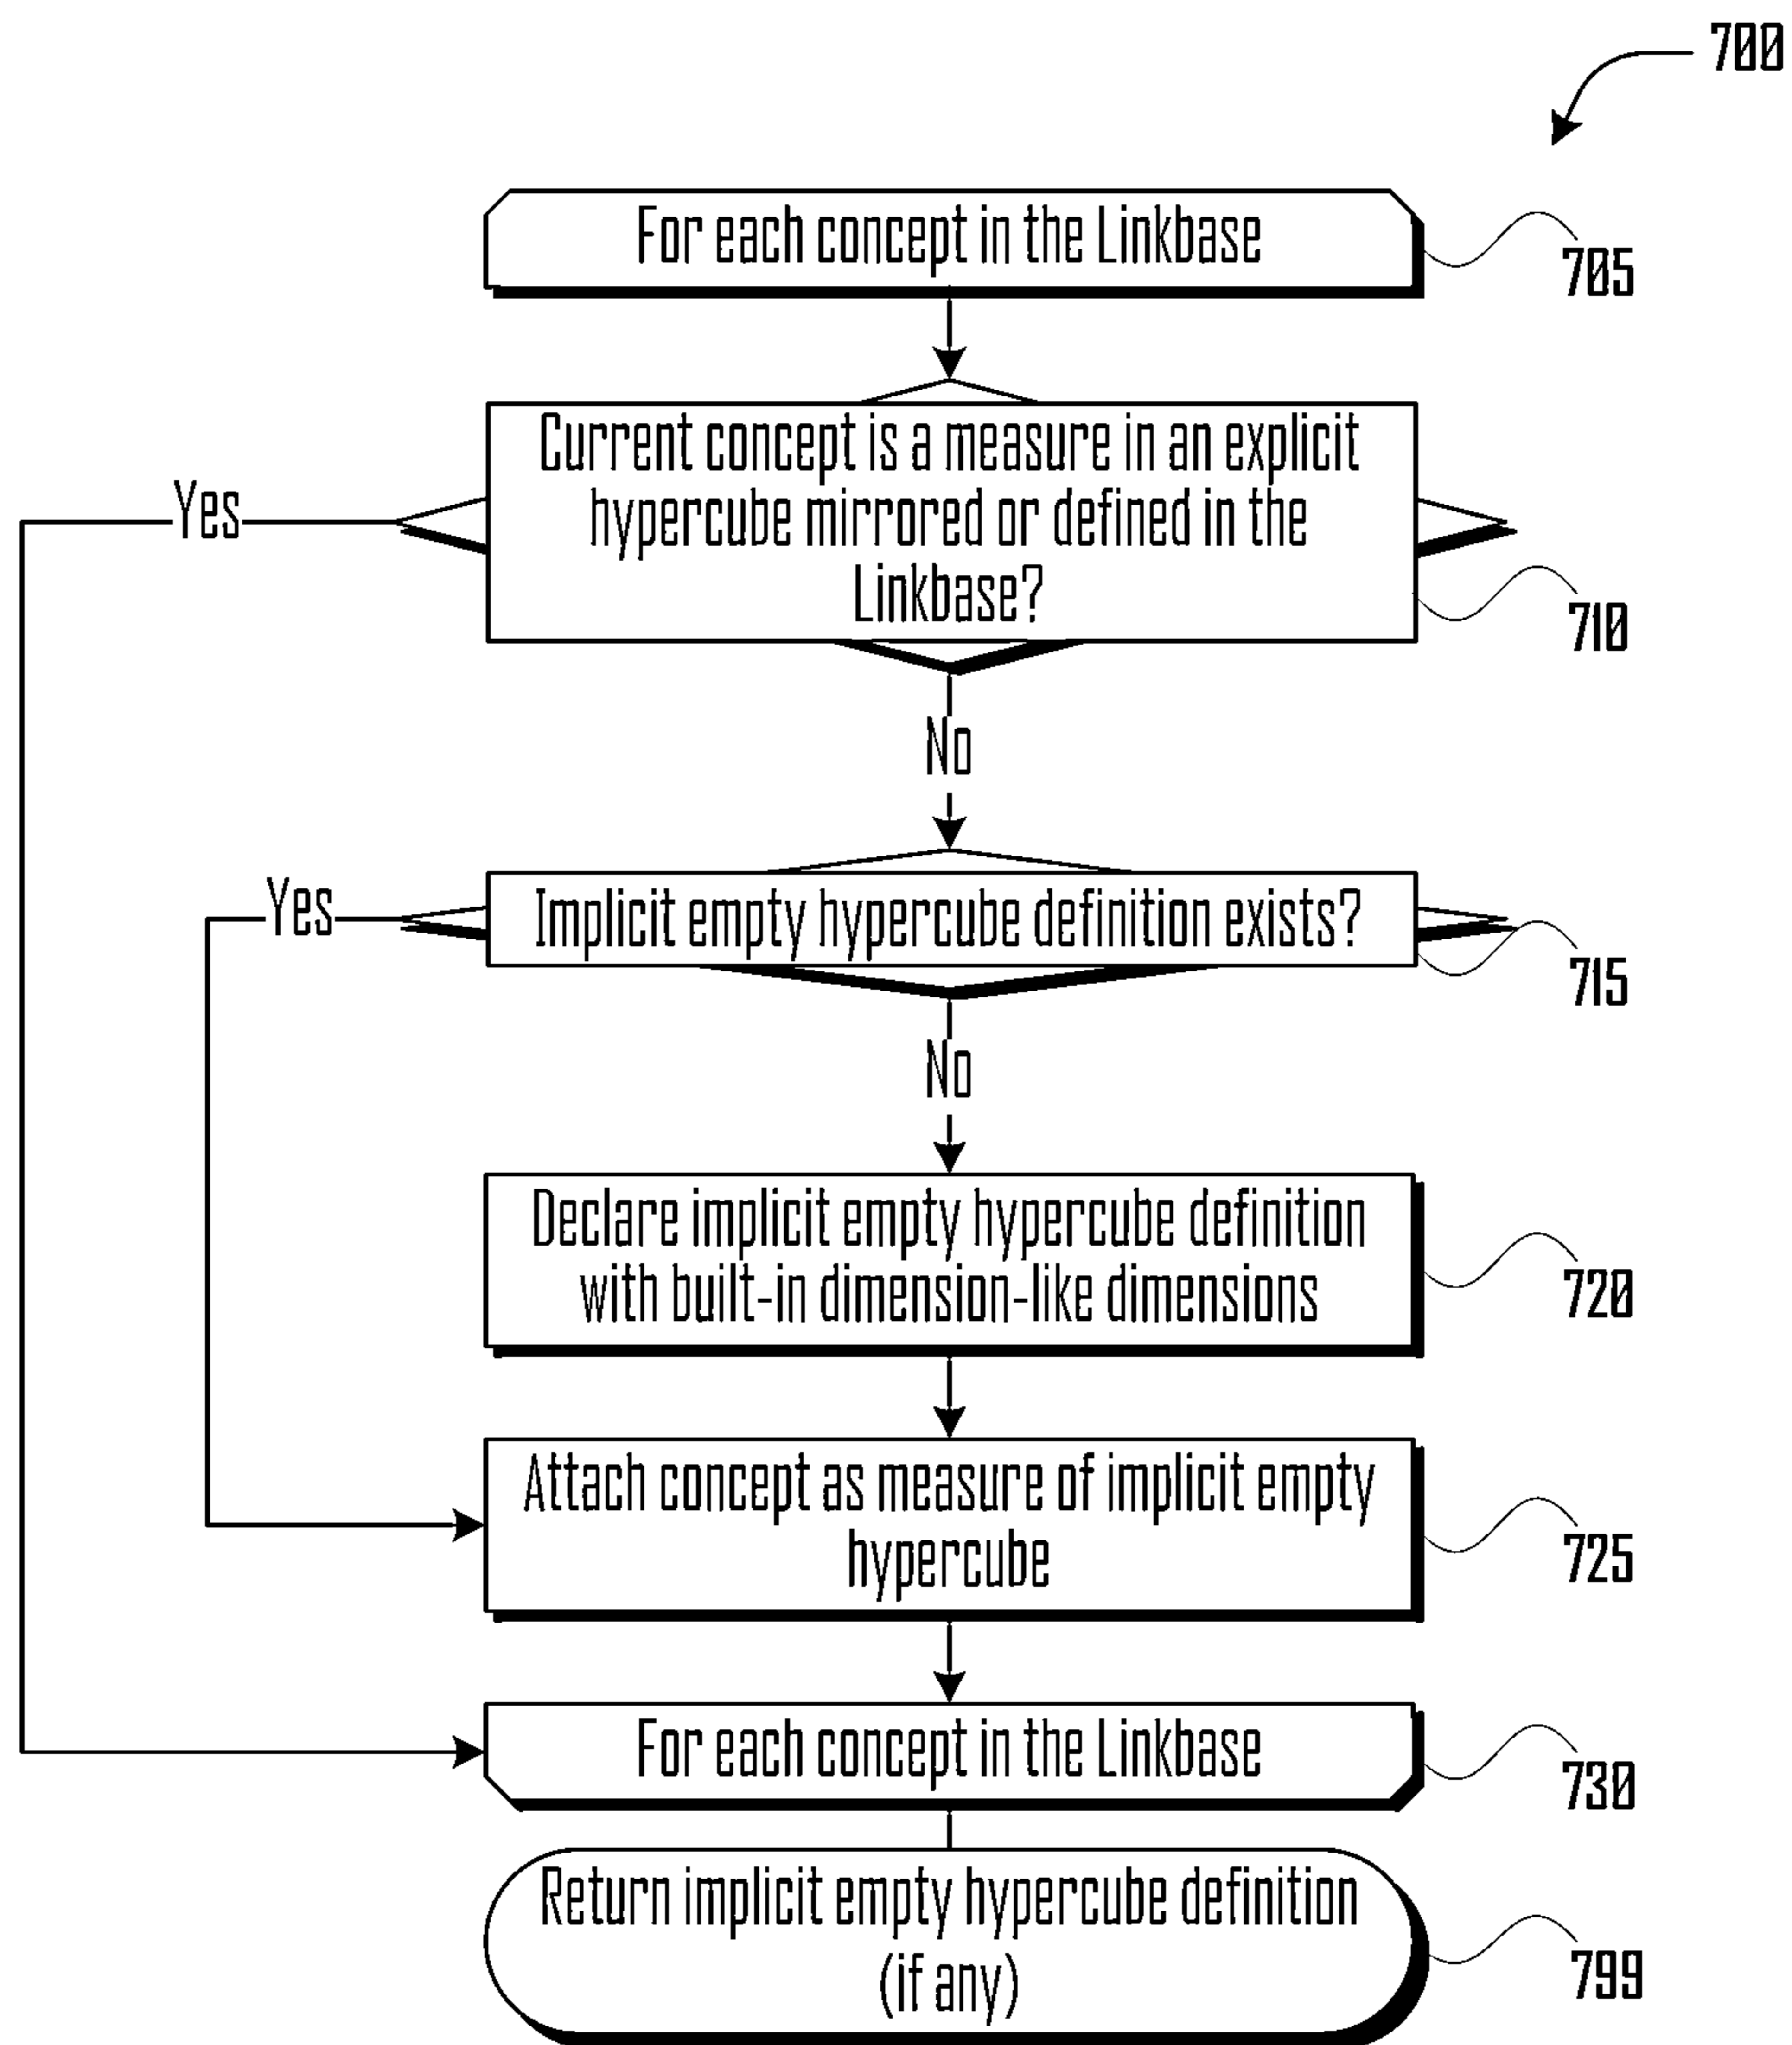 700
For each concept in the Linkbase
705
Current concept is a measure in an explicit
hypercube mirrored or defined in the
Linkbase?
Yes
710
No
Implicit empty hypercube definition exists?
Yes
715
No
Declare implicit empty hypercube definition
with built-in dimension-like dimensions
720
Attach concept as measure of implicit empty
hypercube
725
For each concept in the Linkbase
730
Return implicit empty hypercube definition
(if any)
799